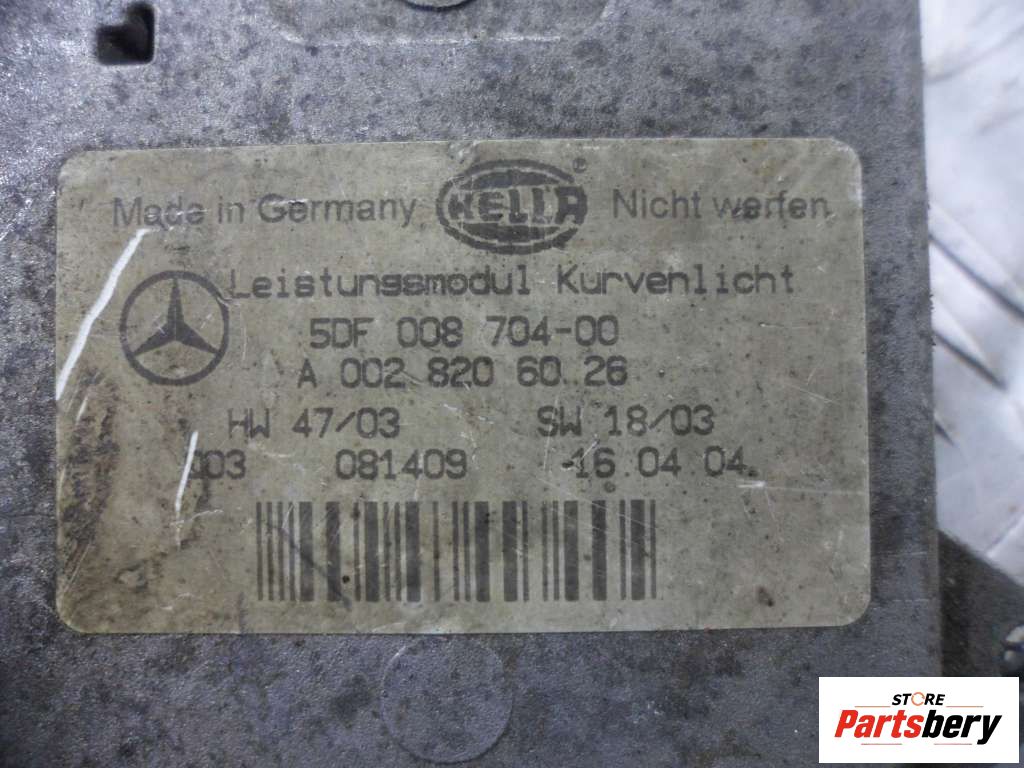 Made in Germany HELLA ® Nicht werfen
Leistungsmodul Kurvenlicht
5DF 008 704-00
A 002 820 60 26
HW 47/03 SW 18/03
003 081409 16.04.04
STORE
Partsbery